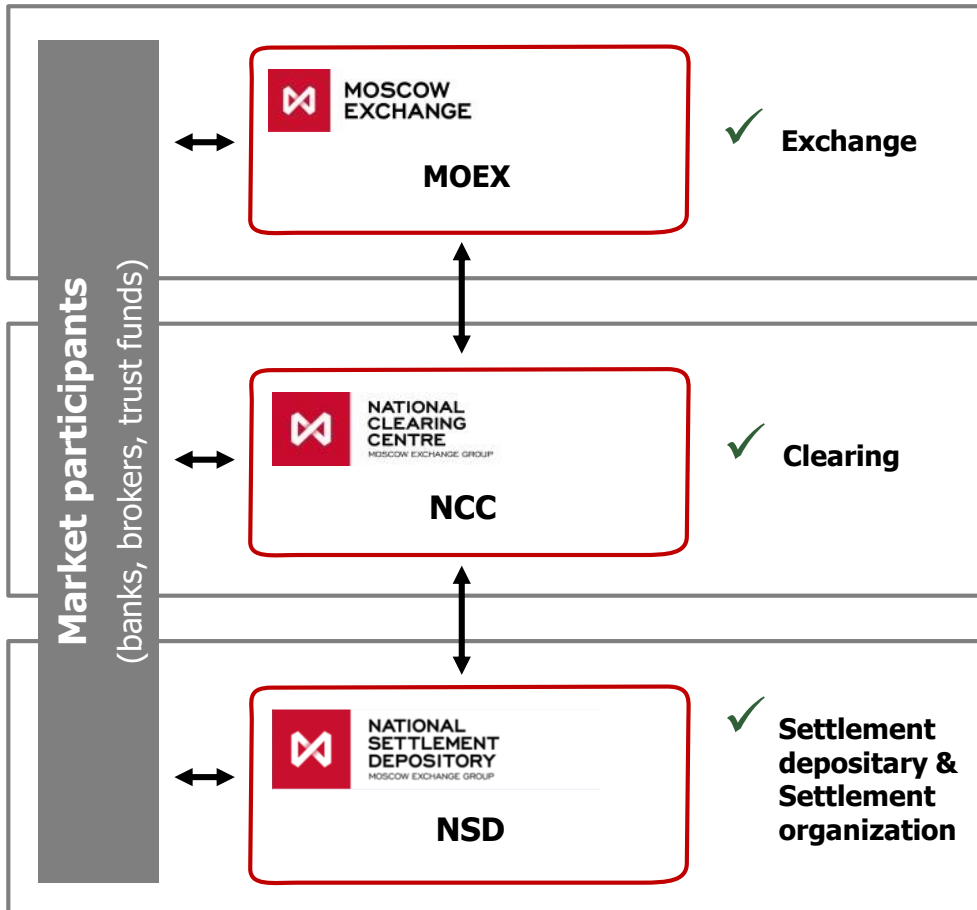 Market participants
(banks, brokers, trust funds)
MOSCOW
EXCHANGE
MOEX
Exchange
NATIONAL
CLEARING
CENTRE
MOSCOW EXCHANGE GROUP
NCC
Clearing
NATIONAL
SETTLEMENT
DEPOSITORY
MOSCOW EXCHANGE GROUP
NSD
Settlement
depositary &
Settlement
organization